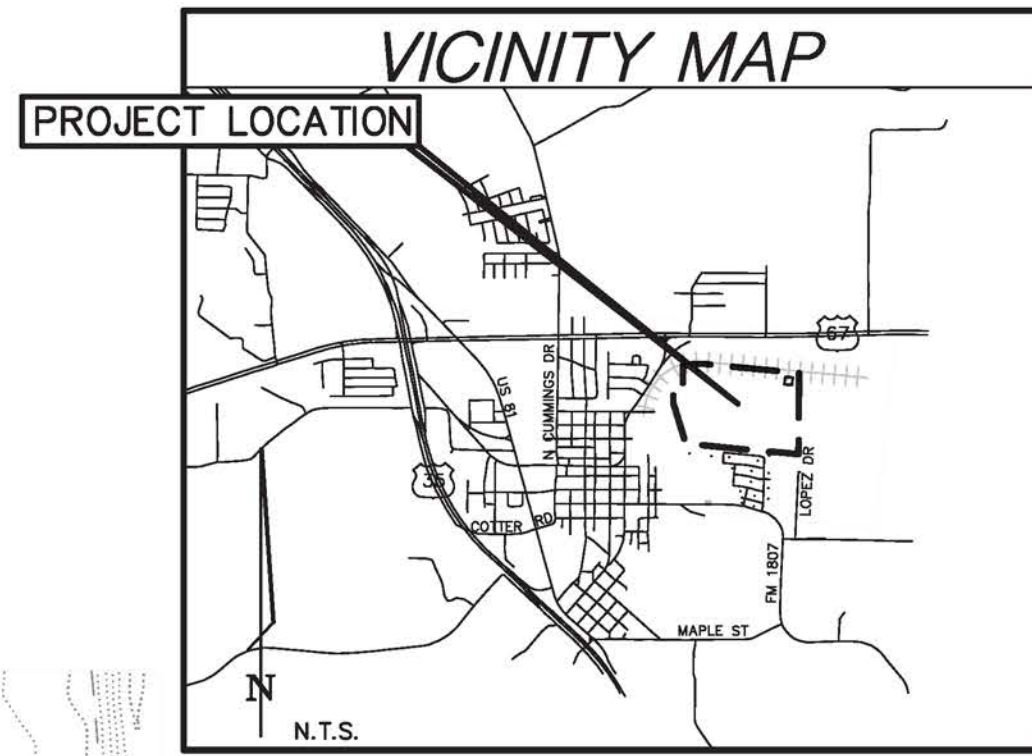 VICINITY MAP
PROJECT LOCATION
67
N CUMMINGS DR
US 81
35
LOPEZ DR
COTTER RD
FM 1807
MAPLE ST
N
N.T.S.